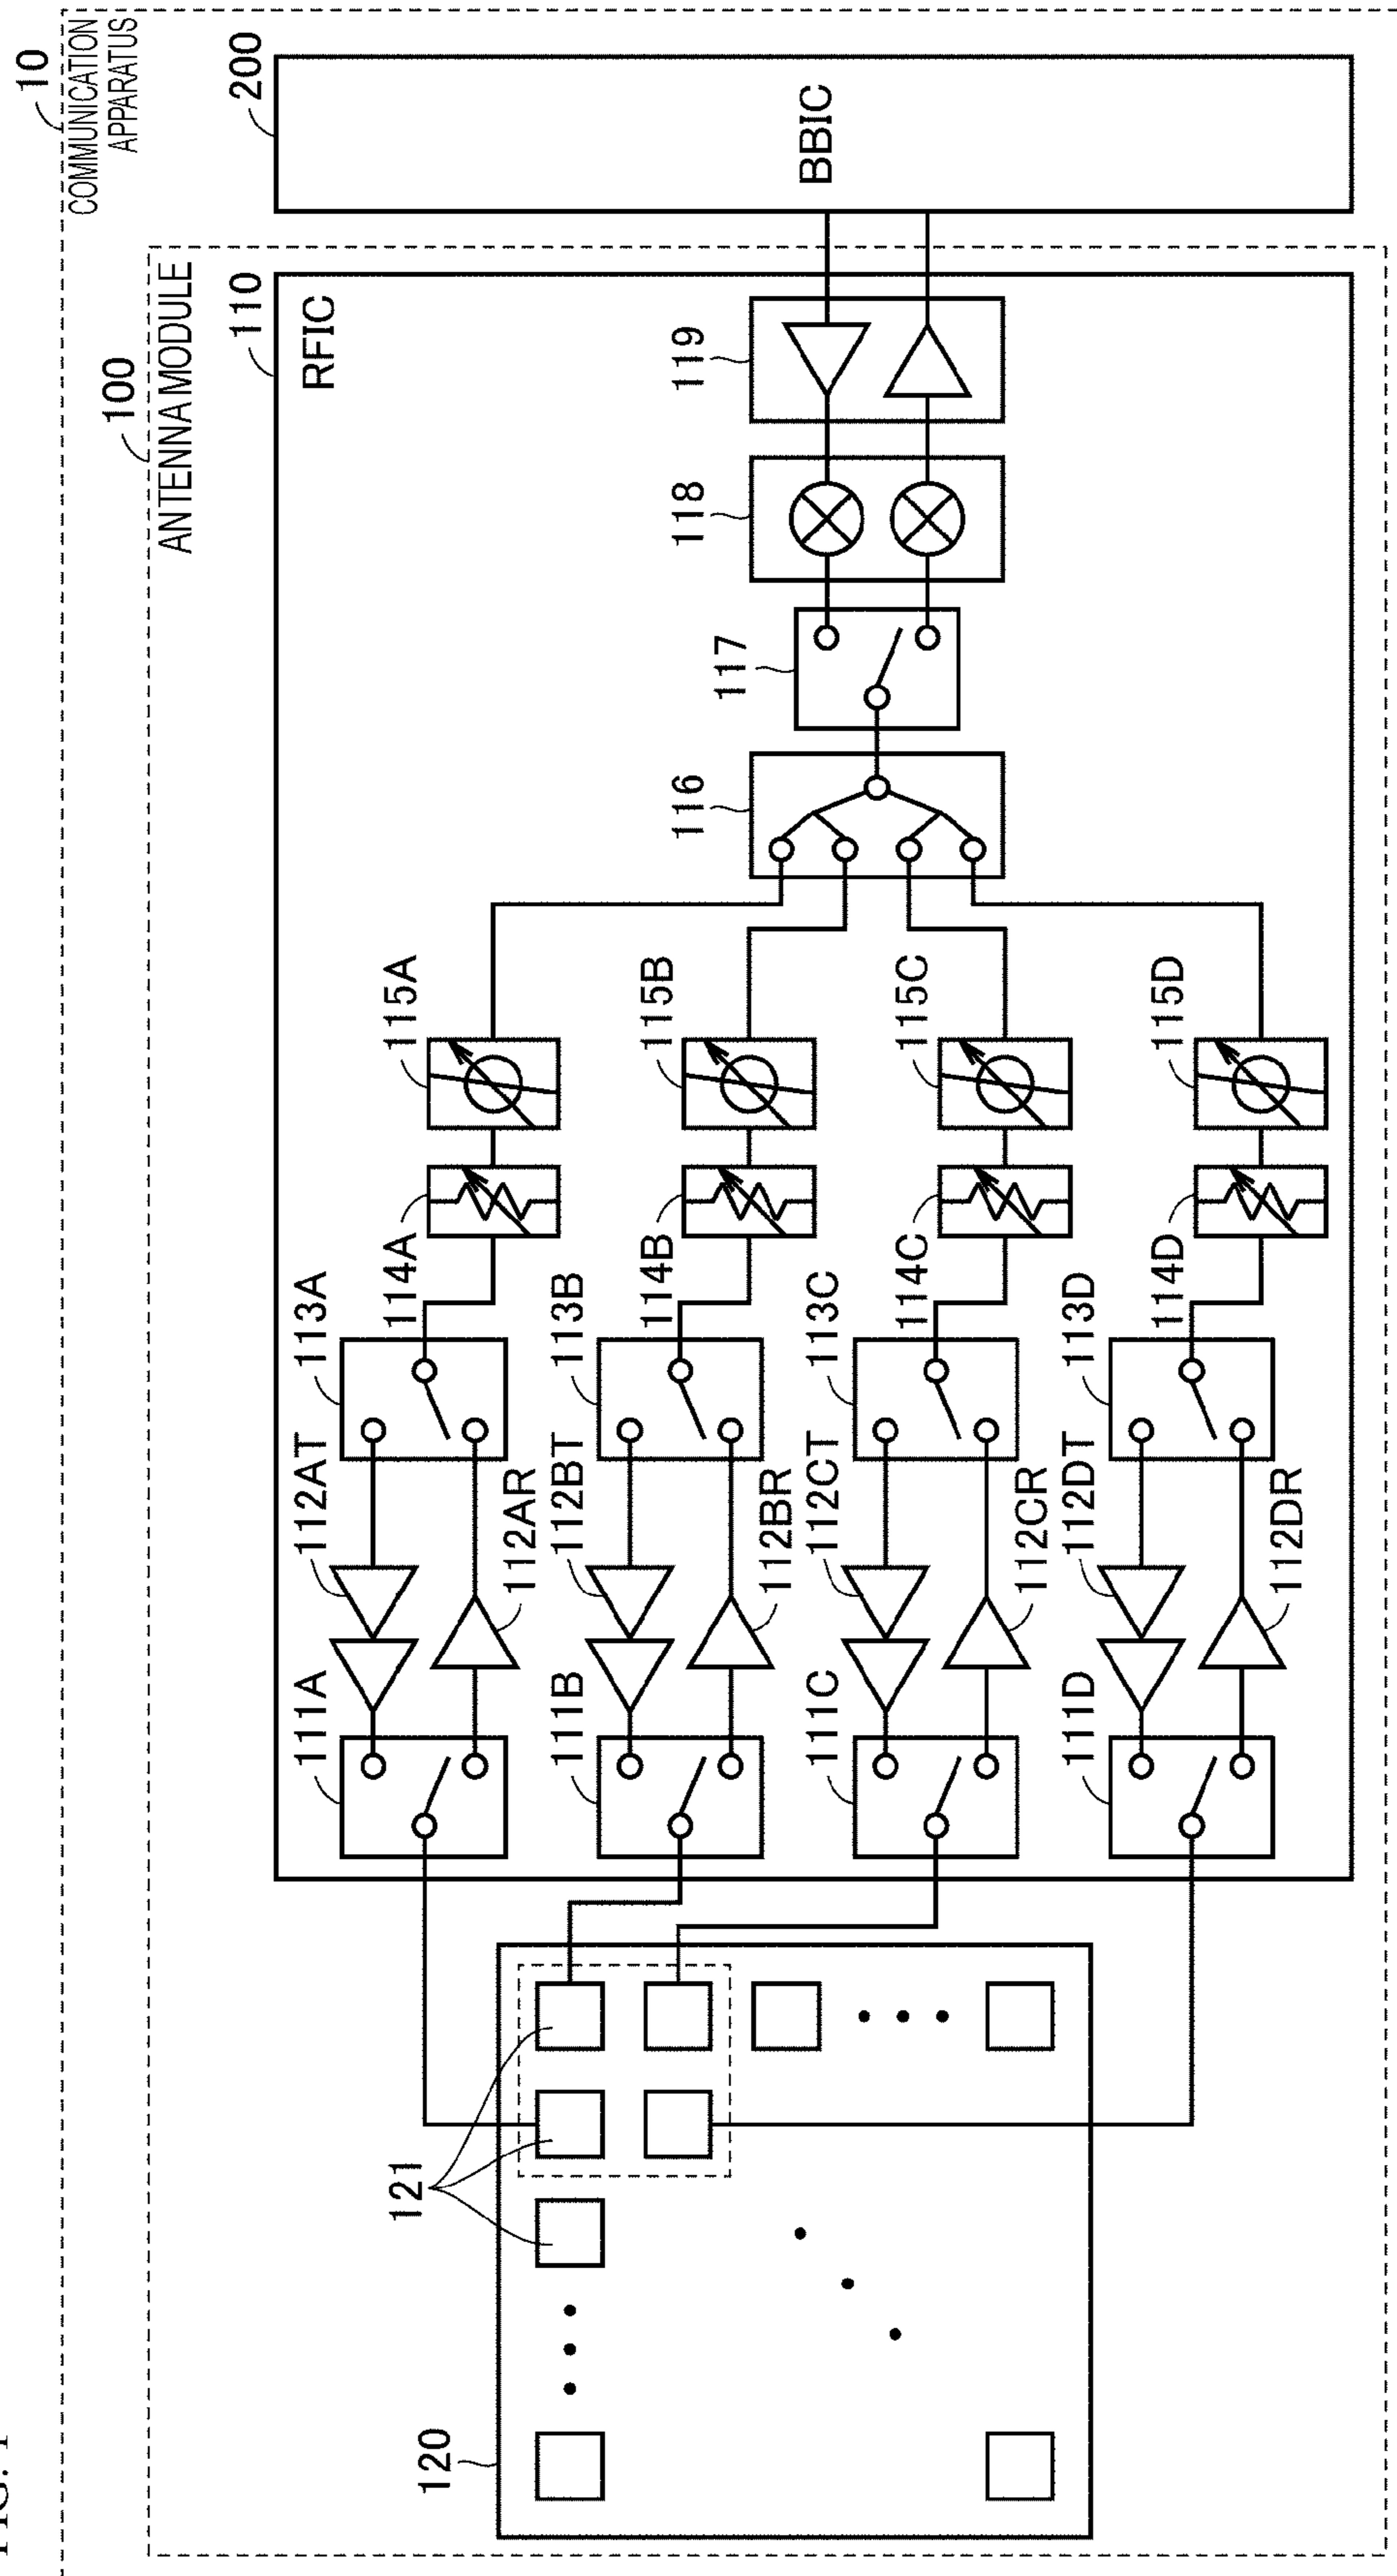 10
COMMUNICATION
APPARATUS
100
ANTENNA MODULE
110
RFIC
200
BBIC
111A
112AT
112AR
113A
114A
115A
111B
112BT
112BR
113B
114B
115B
111C
112CT
112CR
113C
114C
115C
111D
112DT
112DR
113D
114D
115D
116
117
118
119
120
121